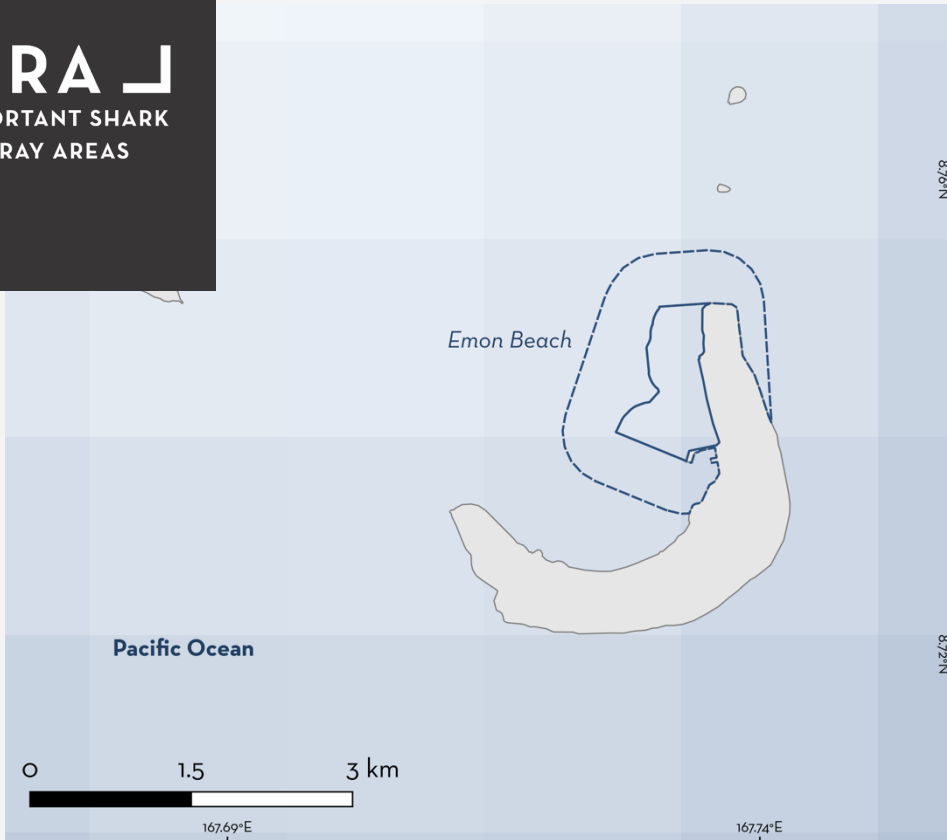 RA
ORTANT SHARK
RAY AREAS
8.76°N
Emon Beach
8.72°N
Pacific Ocean
0 1.5 3 km
167.69°E 167.74°E